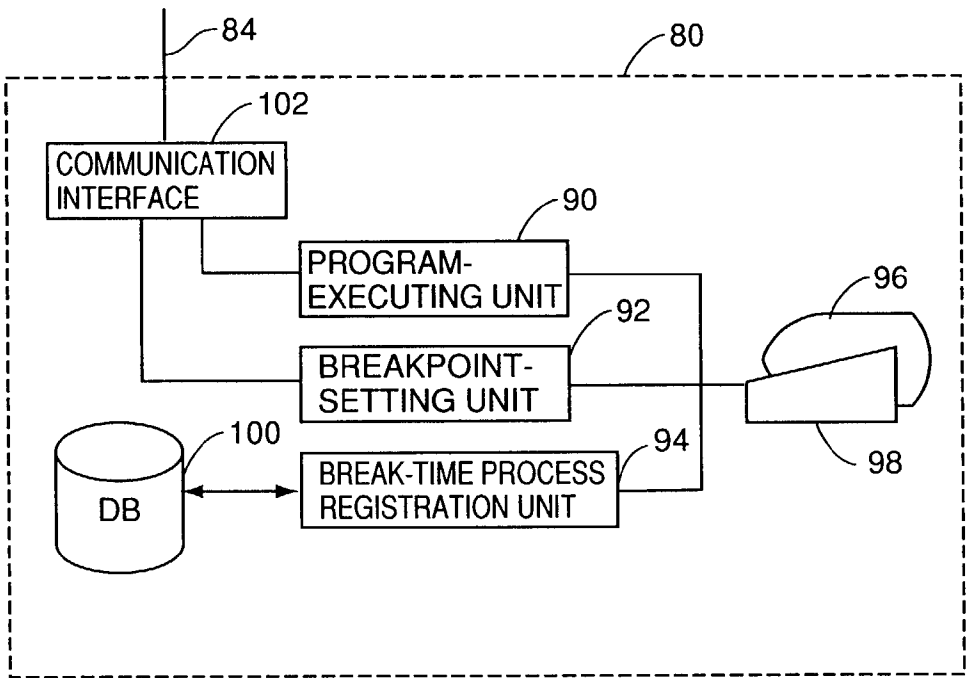 84
80
102
COMMUNICATION
INTERFACE
90
PROGRAM-
EXECUTING UNIT
96
92
BREAKPOINT-
SETTING UNIT
98
100
DB
94
BREAK-TIME PROCESS
REGISTRATION UNIT